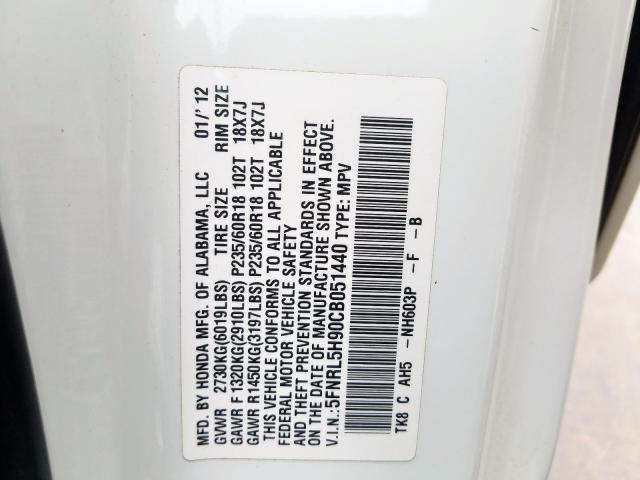 MFD. BY HONDA MFG. OF ALABAMA, LLC 01/'12
GVWR 2730KG(6019LBS) TIRE SIZE RIM SIZE
GAWR F 1320KG(2910LBS) P235/60R18 102T 18X7J
GAWR R1450KG(3197LBS) P235/60R18 102T 18X7J
THIS VEHICLE CONFORMS TO ALL APPLICABLE
FEDERAL MOTOR VEHICLE SAFETY
AND THEFT PREVENTION STANDARDS IN EFFECT
ON THE DATE OF MANUFACTURE SHOWN ABOVE.
V.I.N.:5FNRL5H90CB051440 TYPE: MPV
TK8 C AH5 -NH603P -F -B